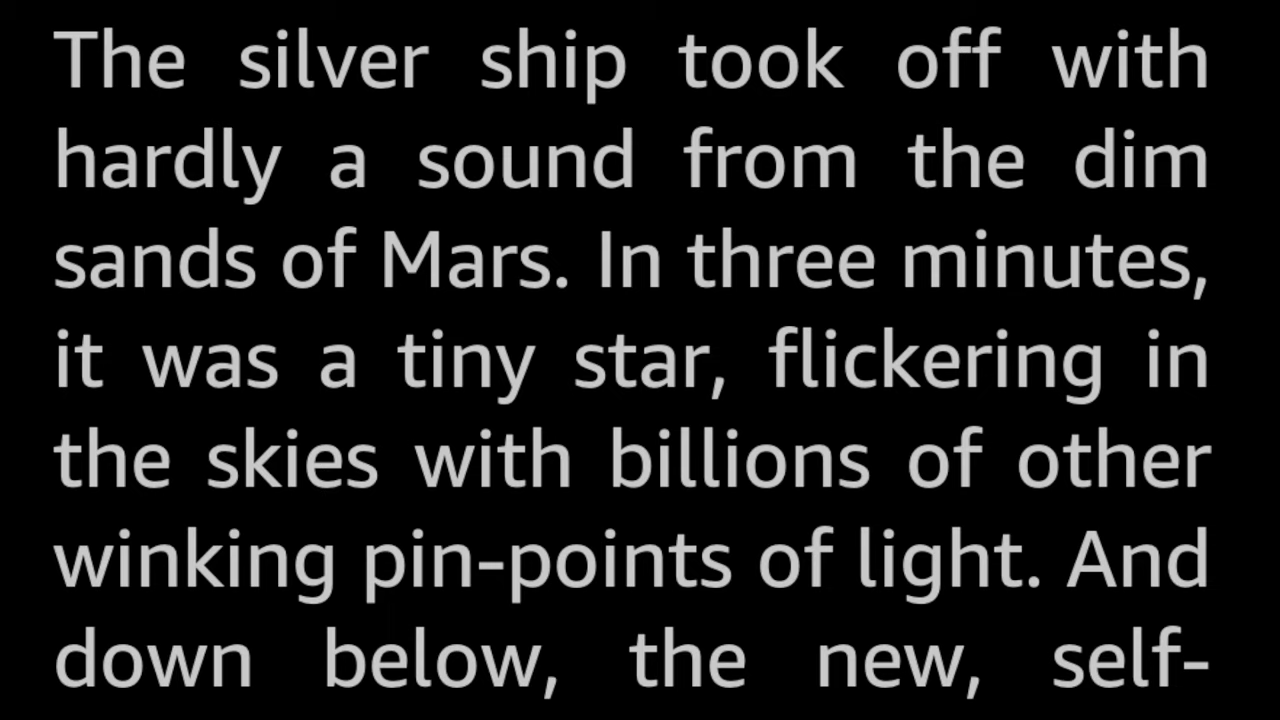 The silver ship took off with
hardly a sound from the dim
sands of Mars. In three minutes,
it was a tiny star, flickering in
the skies with billions of other
winking pin-points of light. And
down below, the new, self-